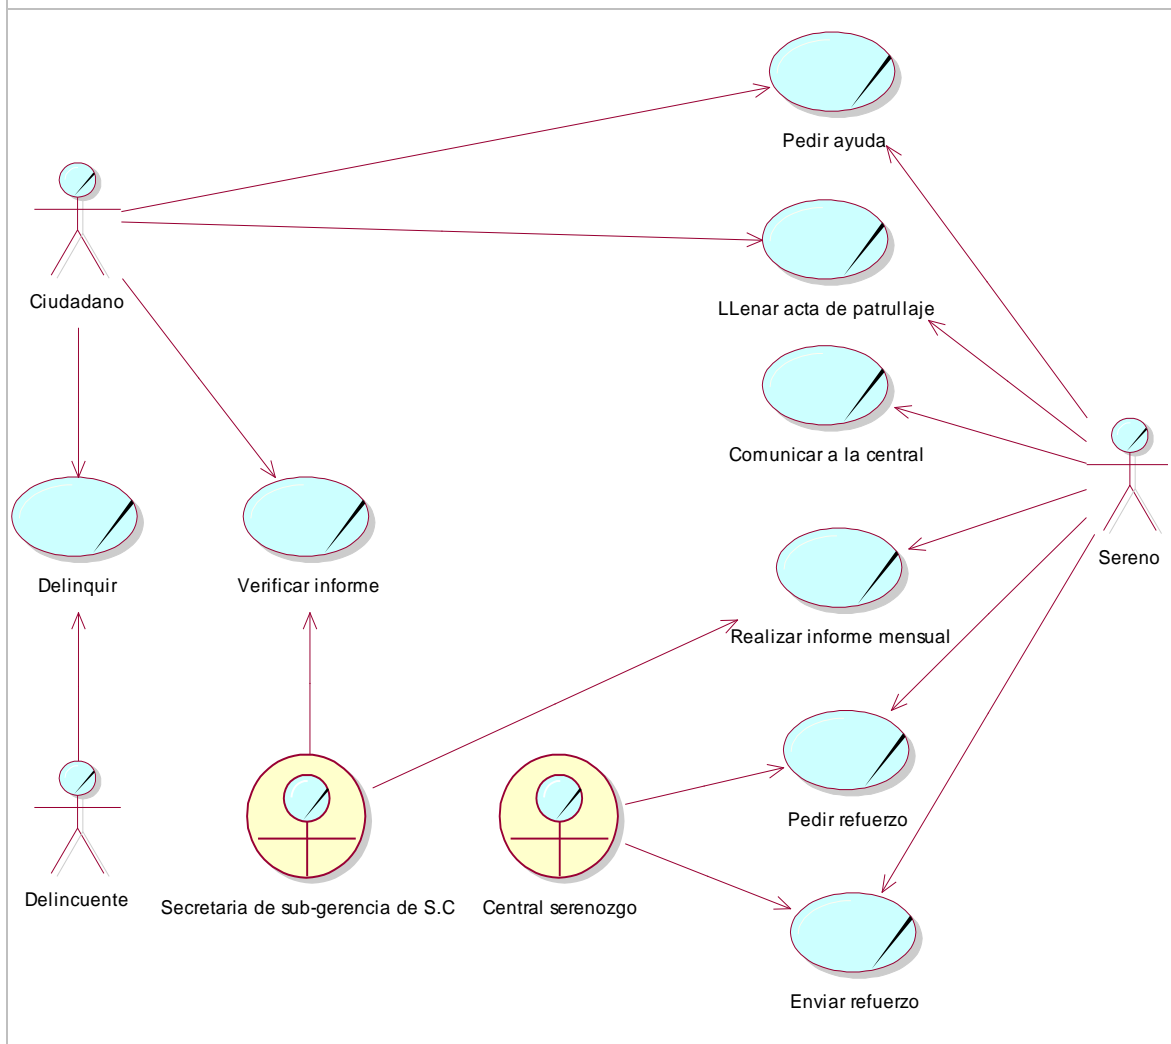 Pedir ayuda
Ciudadano
LLenar acta de patrullaje
Comunicar a la central
Sereno
Delinquir
Verificar informe
Realizar informe mensual
Pedir refuerzo
Delincuente
Secretaria de sub-gerencia de S.C
Central serenozgo
Enviar refuerzo